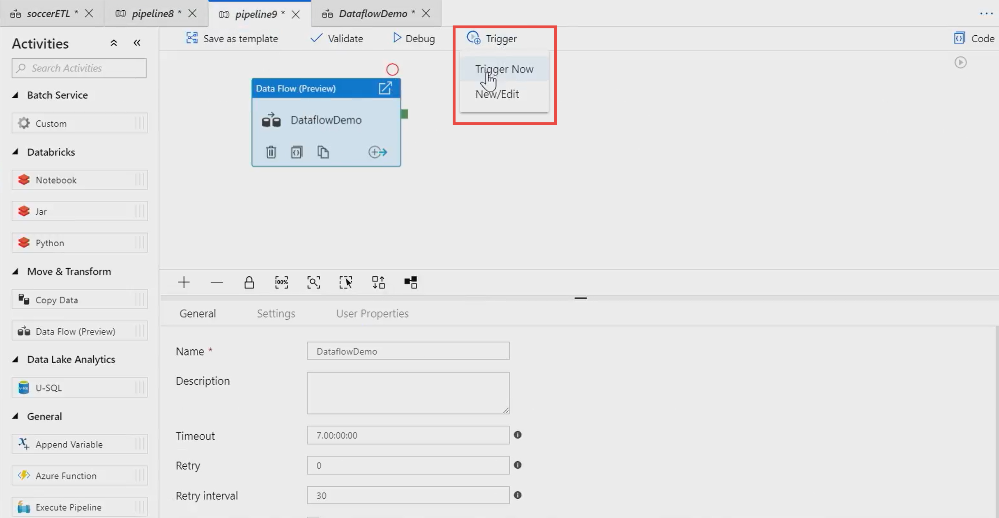 soccerETL *
pipeline8 *
pipeline9 *
DataflowDemo *
Activities
Search Activities
Batch Service
Custom
Databricks
Notebook
Jar
Python
Move & Transform
Copy Data
Data Flow (Preview)
Data Lake Analytics
U-SQL
General
Append Variable
Azure Function
Execute Pipeline
Save as template
Validate
Debug
Trigger
Code
Trigger Now
New/Edit
Data Flow (Preview)
DataflowDemo
100%
General
Settings
User Properties
Name *
DataflowDemo
Description
Timeout
7.00:00:00
Retry
0
Retry interval
30